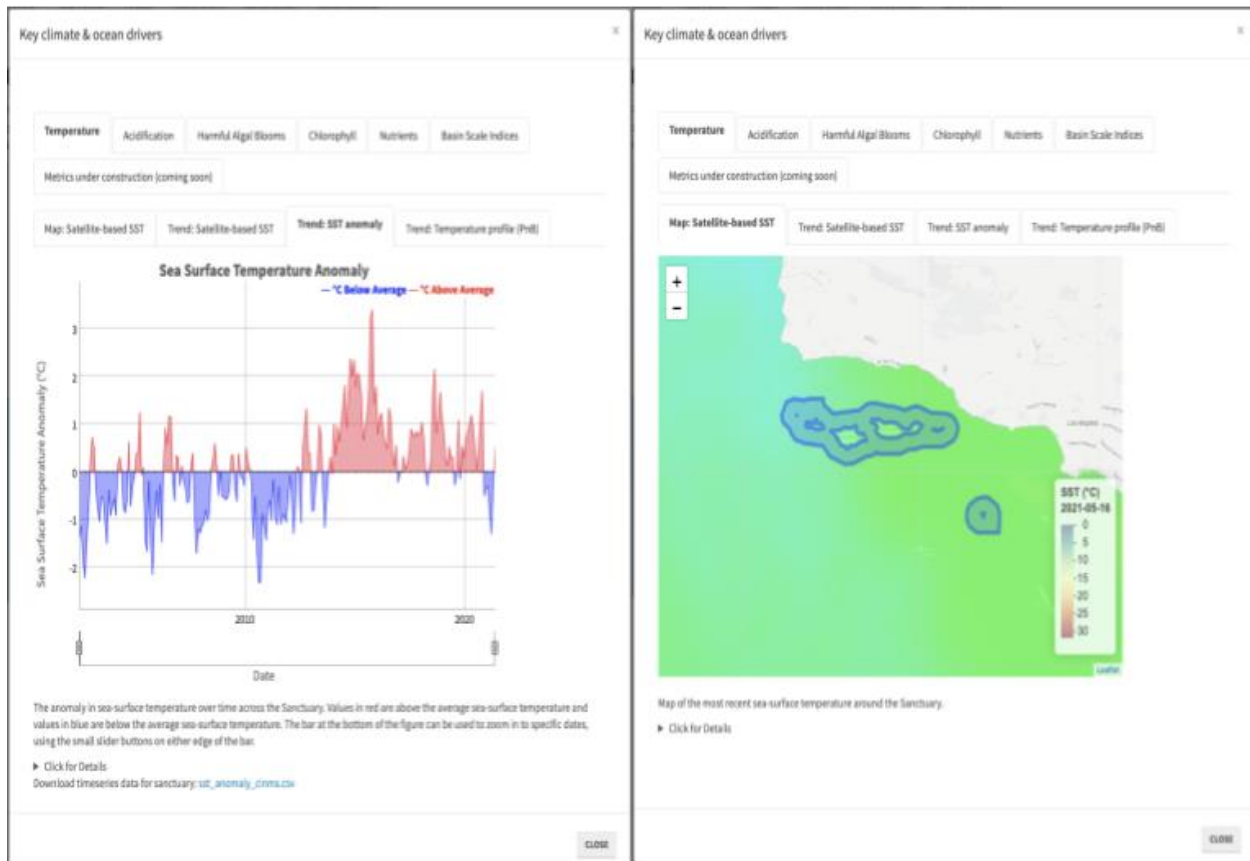 Key climate & ocean drivers
x
Temperature
Acidification
Harmful Algal Blooms
Chlorophyll
Nutrients
Basin Scale Indices
Metrics under construction (coming soon)
Map: Satellite-based SST
Trend: Satellite-based SST
Trend: SST anomaly
Trend: Temperature profile (PnB)
Sea Surface Temperature Anomaly
— °C Below Average — °C Above Average
Sea Surface Temperature Anomaly (°C)
3
2
1
0
-1
-2
2010
2020
Date
The anomaly in sea-surface temperature over time across the Sanctuary. Values in red are above the average sea-surface temperature and
values in blue are below the average sea-surface temperature. The bar at the bottom of the figure can be used to zoom in to specific dates,
using the small slider buttons on either edge of the bar.
▶ Click for Details
Download timeseries data for sanctuary: sst_anomaly_cinms.csv
CLOSE
Key climate & ocean drivers
x
Temperature
Acidification
Harmful Algal Blooms
Chlorophyll
Nutrients
Basin Scale Indices
Metrics under construction (coming soon)
Map: Satellite-based SST
Trend: Satellite-based SST
Trend: SST anomaly
Trend: Temperature profile (PnB)
+
−
SST (°C)
2021-05-16
0
5
10
15
20
25
30
Leaflet
Map of the most recent sea-surface temperature around the Sanctuary.
▶ Click for Details
CLOSE